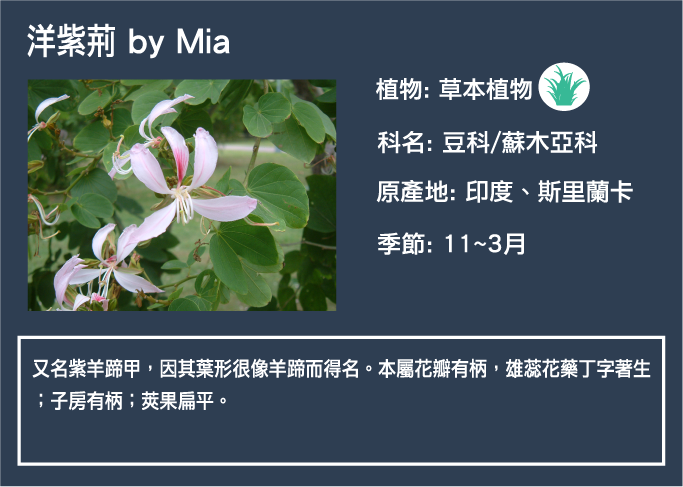 洋紫荊 by Mia
植物: 草本植物
科名: 豆科/蘇木亞科
原產地: 印度、斯里蘭卡
季節: 11~3月
又名紫羊蹄甲，因其葉形很像羊蹄而得名。本屬花瓣有柄，雄蕊花藥丁字著生
；子房有柄；莢果扁平。